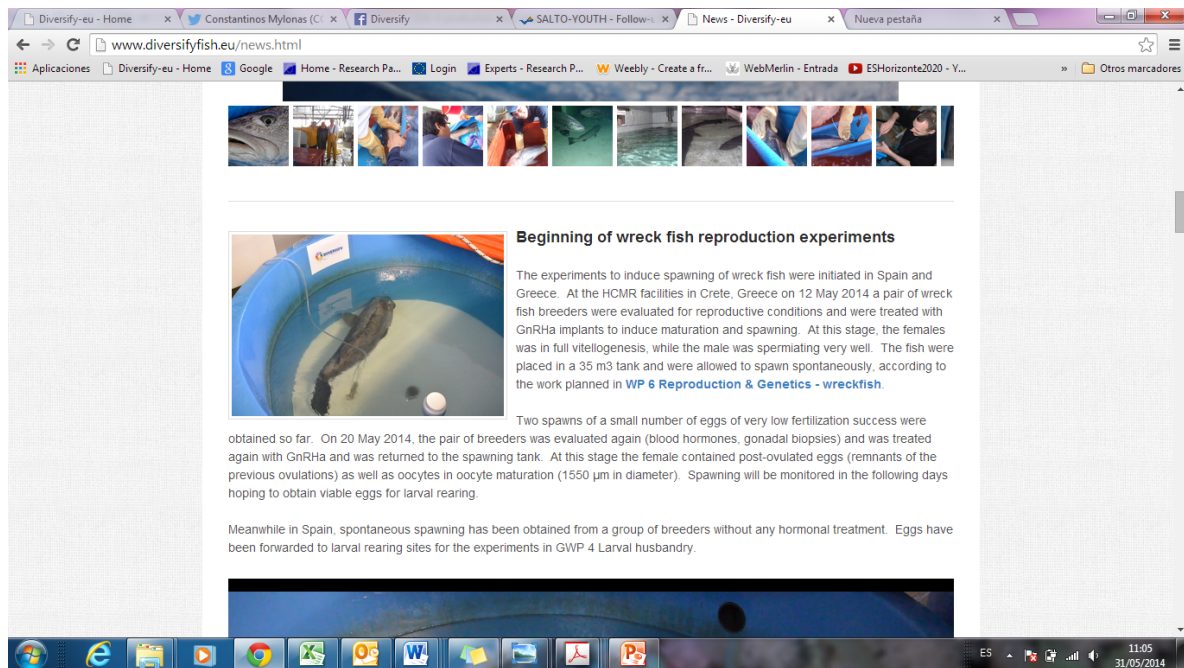 Diversify-eu - Home
Constantinos Mylonas (C
Diversify
SALTO-YOUTH - Follow-u
News - Diversify-eu
Nueva pestaña
www.diversifyfish.eu/news.html
Aplicaciones Diversify-eu - Home Google Home - Research Pa... Login Experts - Research P... Weebly - Create a fr... WebMerlin - Entrada ESHorizonte2020 - Y... » Otros marcadores
Beginning of wreck fish reproduction experiments
The experiments to induce spawning of wreck fish were initiated in Spain and
Greece. At the HCMR facilities in Crete, Greece on 12 May 2014 a pair of wreck
fish breeders were evaluated for reproductive conditions and were treated with
GnRHa implants to induce maturation and spawning. At this stage, the females
was in full vitellogenesis, while the male was spermiating very well. The fish were
placed in a 35 m3 tank and were allowed to spawn spontaneously, according to
the work planned in WP 6 Reproduction & Genetics - wreckfish.
Two spawns of a small number of eggs of very low fertilization success were
obtained so far. On 20 May 2014, the pair of breeders was evaluated again (blood hormones, gonadal biopsies) and was treated
again with GnRHa and was returned to the spawning tank. At this stage the female contained post-ovulated eggs (remnants of the
previous ovulations) as well as oocytes in oocyte maturation (1550 µm in diameter). Spawning will be monitored in the following days
hoping to obtain viable eggs for larval rearing.
Meanwhile in Spain, spontaneous spawning has been obtained from a group of breeders without any hormonal treatment. Eggs have
been forwarded to larval rearing sites for the experiments in GWP 4 Larval husbandry.
ES
11:05
31/05/2014